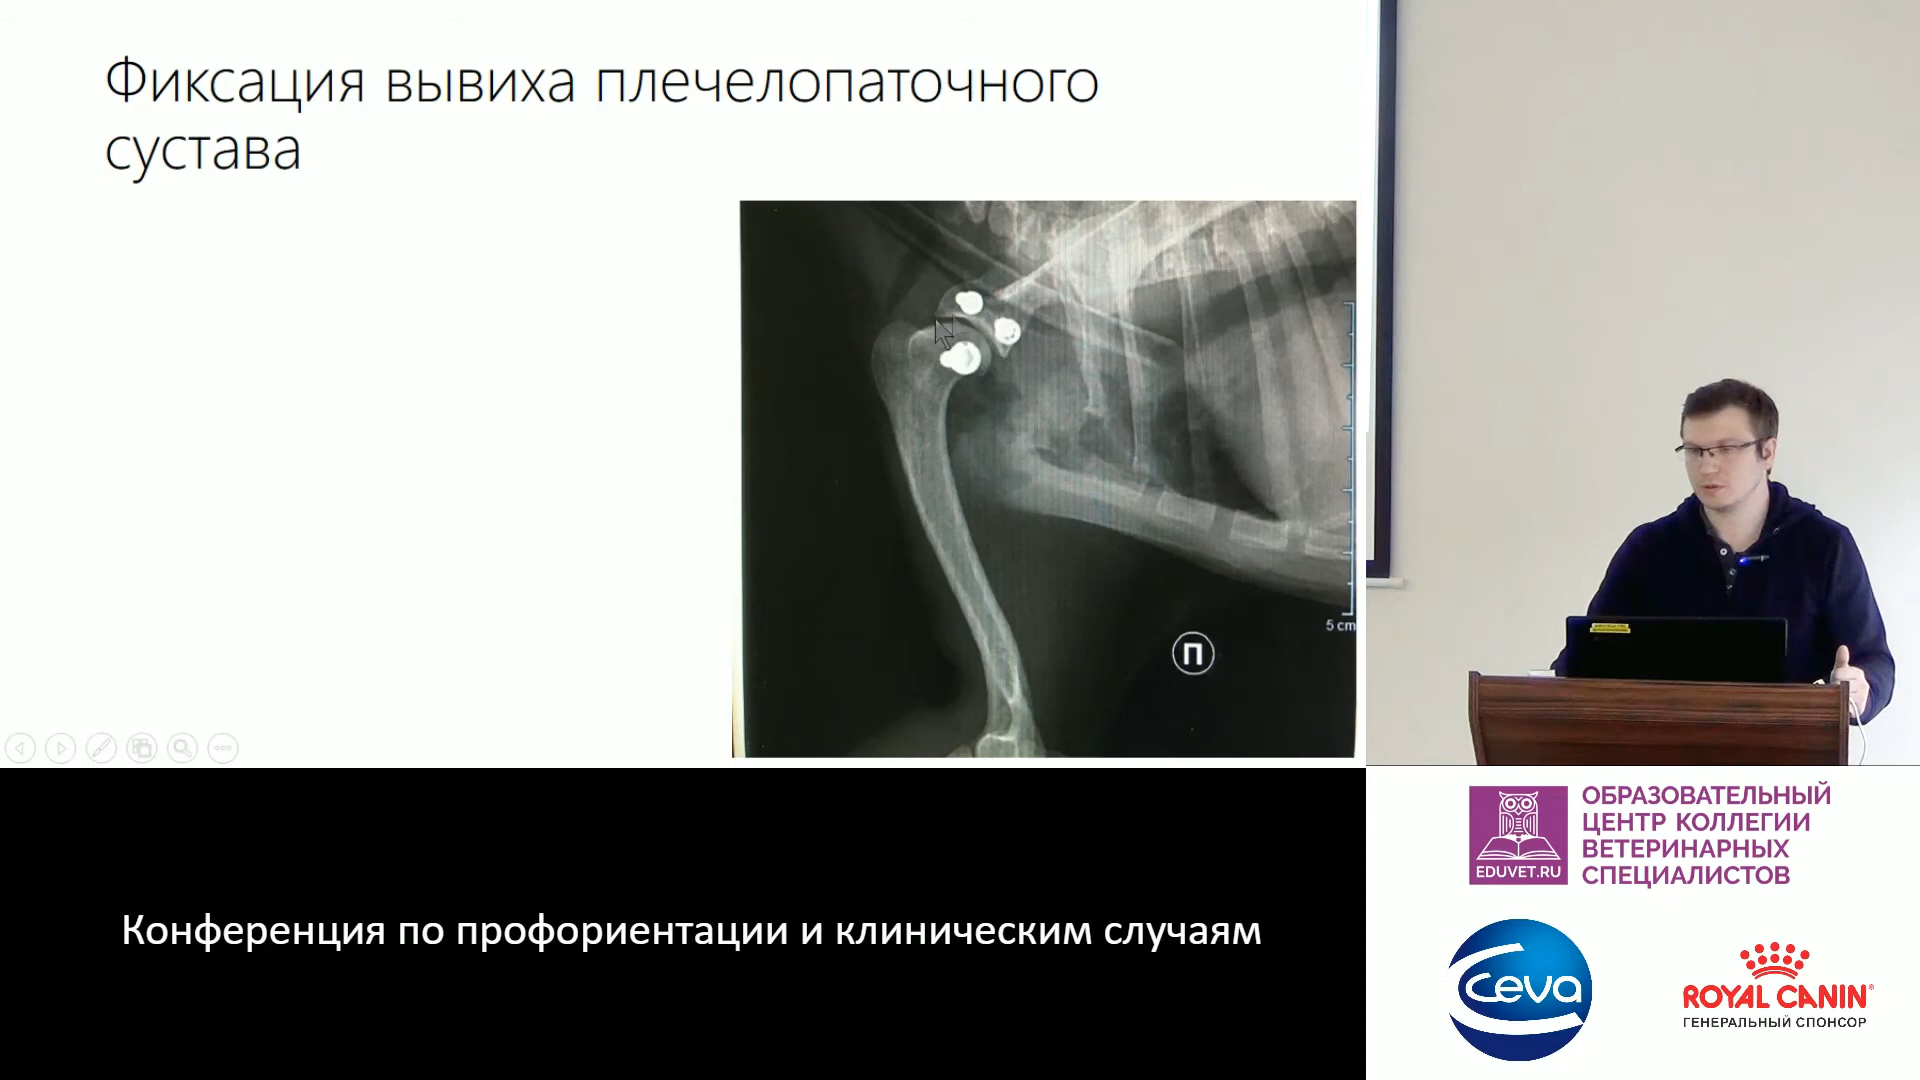 Фиксация вывиха плечелопаточного
сустава
5 cm
П
Конференция по профориентации и клиническим случаям
ОБРАЗОВАТЕЛЬНЫЙ
ЦЕНТР КОЛЛЕГИИ
ВЕТЕРИНАРНЫХ
СПЕЦИАЛИСТОВ
EDUVET.RU
Ceva
ROYAL CANIN®
ГЕНЕРАЛЬНЫЙ СПОНСОР